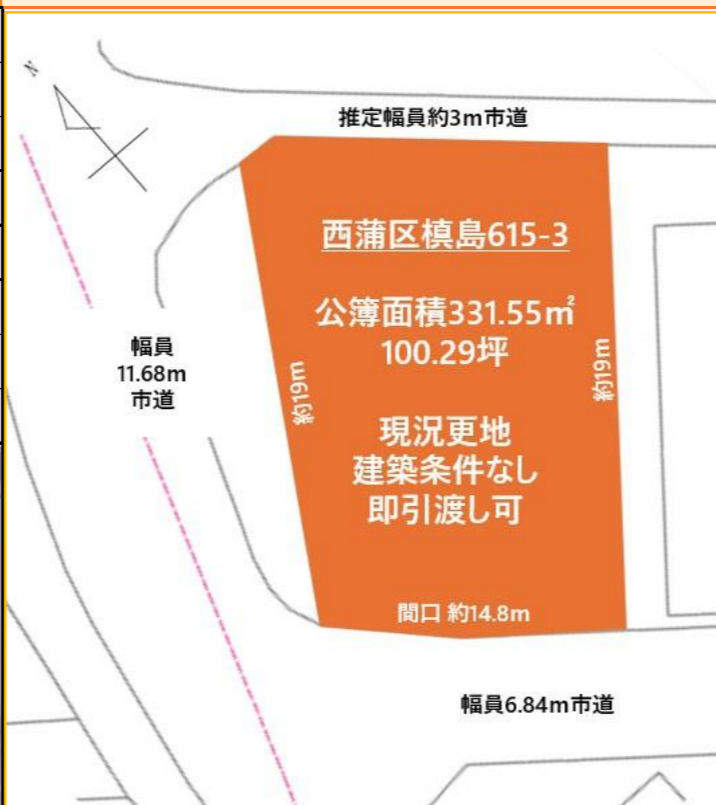 N
推定幅員約3m市道
西蒲区槙島615-3
公簿面積331.55㎡
100.29坪
幅員
11.68m
市道
約19m
約19m
現況更地
建築条件なし
即引渡し可
間口 約14.8m
幅員6.84m市道